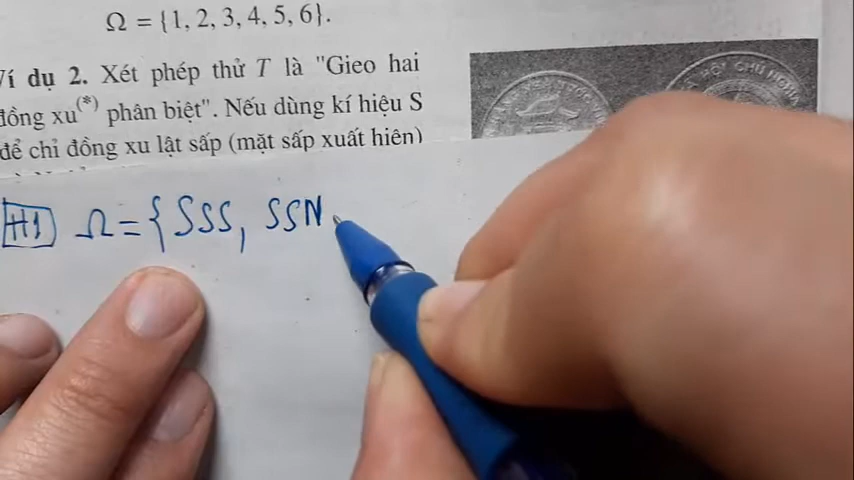 Ω = {1, 2, 3, 4, 5, 6}.
Ví dụ 2. Xét phép thử T là "Gieo hai
đồng xu(*) phân biệt". Nếu dùng kí hiệu S
để chỉ đồng xu lật sấp (mặt sấp xuất hiên)
H1 Ω = { SSS, SSN